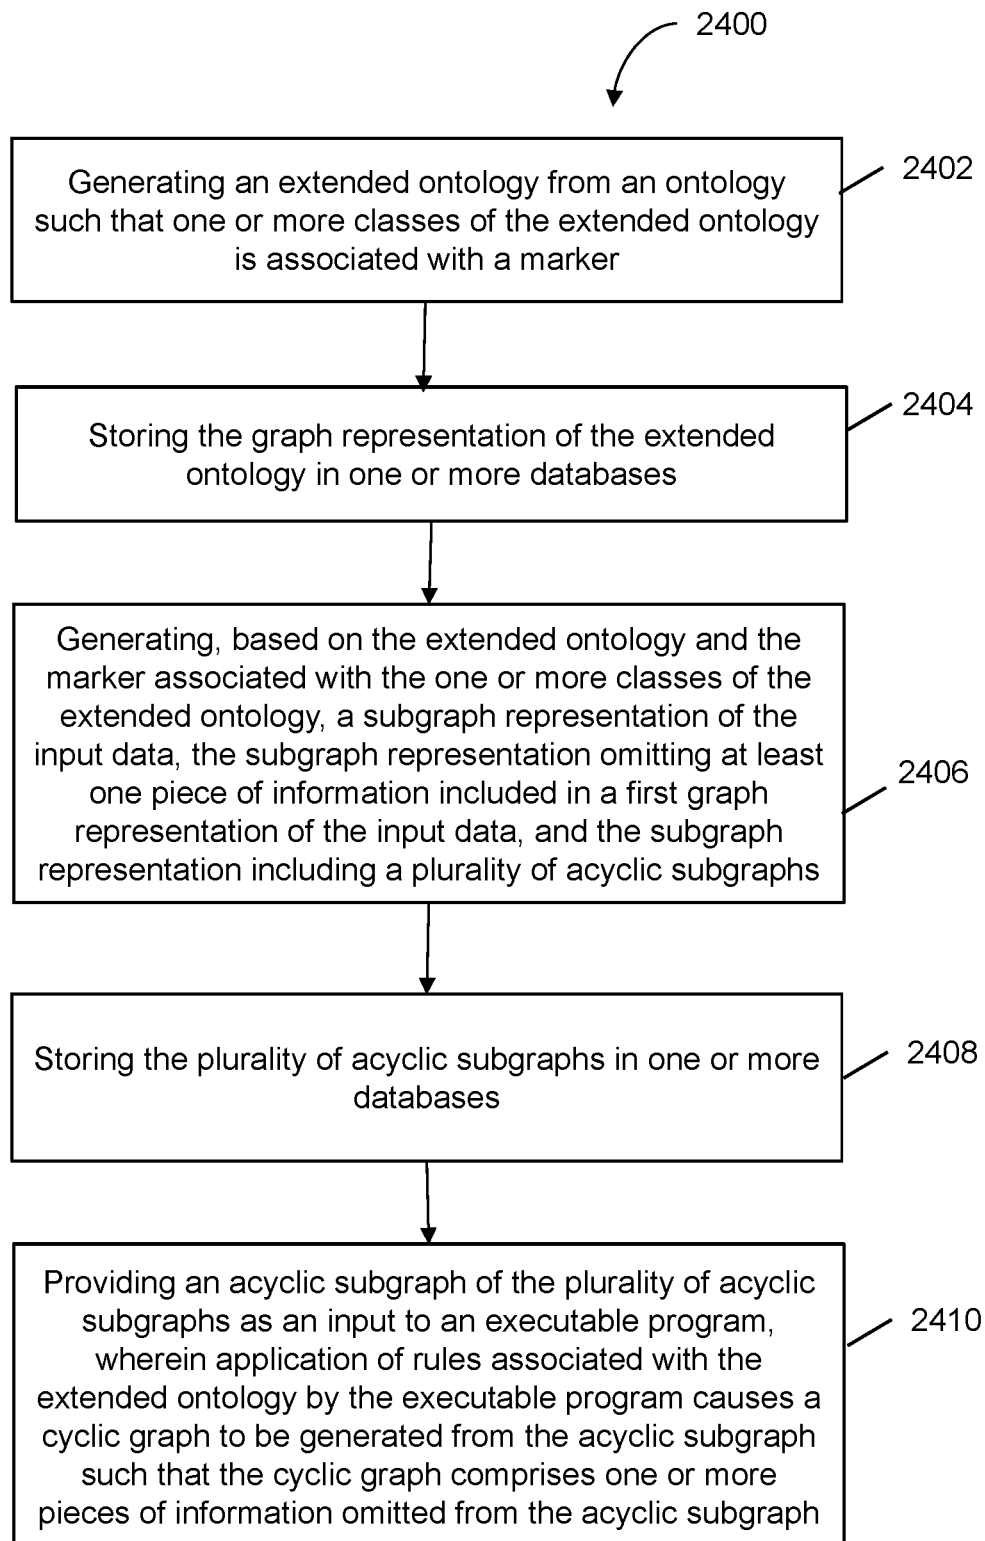 2400
Generating an extended ontology from an ontology
such that one or more classes of the extended ontology
is associated with a marker
2402
Storing the graph representation of the extended
ontology in one or more databases
2404
Generating, based on the extended ontology and the
marker associated with the one or more classes of the
extended ontology, a subgraph representation of the
input data, the subgraph representation omitting at least
one piece of information included in a first graph
representation of the input data, and the subgraph
representation including a plurality of acyclic subgraphs
2406
Storing the plurality of acyclic subgraphs in one or more
databases
2408
Providing an acyclic subgraph of the plurality of acyclic
subgraphs as an input to an executable program,
wherein application of rules associated with the
extended ontology by the executable program causes a
cyclic graph to be generated from the acyclic subgraph
such that the cyclic graph comprises one or more
pieces of information omitted from the acyclic subgraph
2410